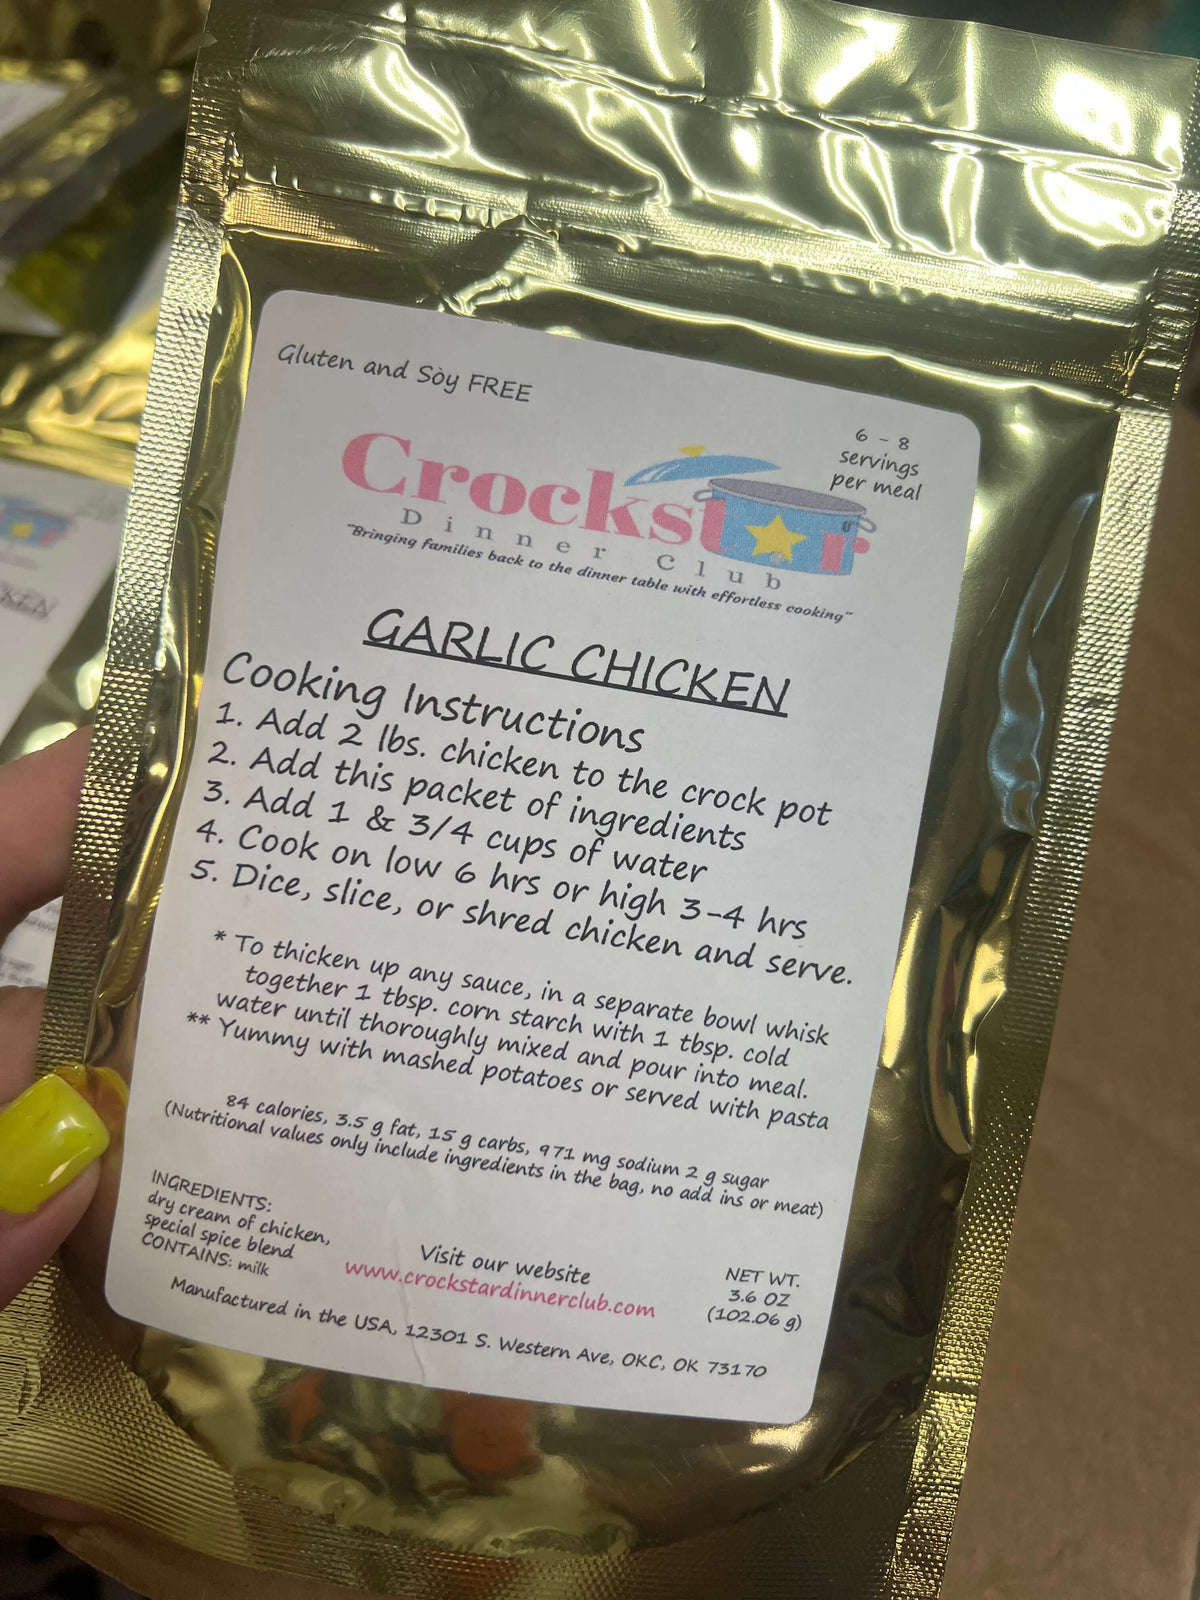 Gluten and Soy FREE
6 - 8
servings
per meal
Crockstar
Dinner Club
"Bringing families back to the dinner table with effortless cooking"
GARLIC CHICKEN
Cooking Instructions
1. Add 2 lbs. chicken to the crock pot
2. Add this packet of ingredients
3. Add 1 & 3/4 cups of water
4. Cook on low 6 hrs or high 3-4 hrs
5. Dice, slice, or shred chicken and serve.
* To thicken up any sauce, in a separate bowl whisk
together 1 tbsp. corn starch with 1 tbsp. cold
water until thoroughly mixed and pour into meal.
** Yummy with mashed potatoes or served with pasta
84 calories, 3.5 g fat, 15 g carbs, 971 mg sodium 2 g sugar
(Nutritional values only include ingredients in the bag, no add ins or meat)
INGREDIENTS:
dry cream of chicken,
special spice blend
CONTAINS: milk
Visit our website
www.crockstardinnerclub.com
NET WT.
3.6 OZ
(102.06 g)
Manufactured in the USA, 12301 S. Western Ave, OKC, OK 73170